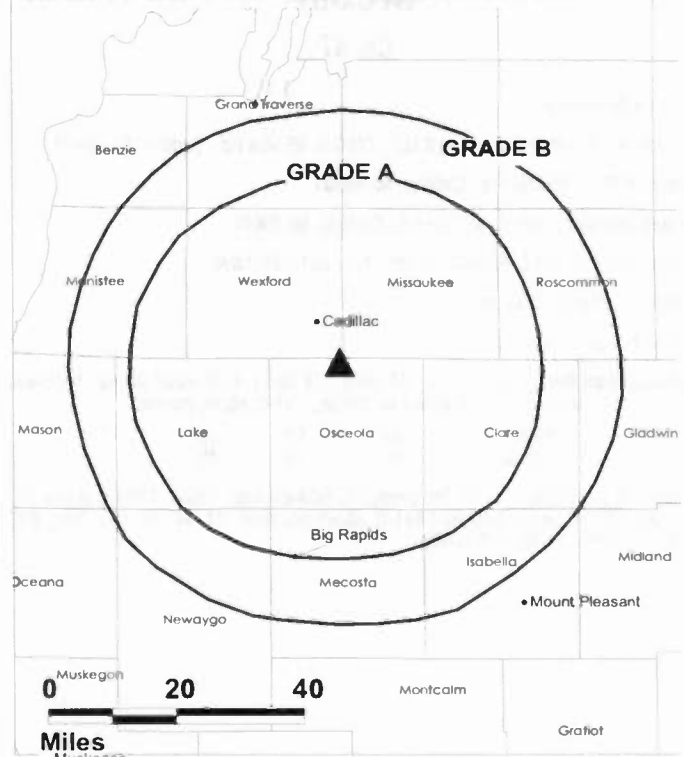 Grand Traverse
Benzie
GRADE B
GRADE A
Manistee
Wexford
Missaukee
Roscommon
Cadillac
Mason
Lake
Osceola
Clare
Gladwin
Big Rapids
Isabella
Midland
Oceana
Mecosta
Mount Pleasant
Newaygo
Muskegon
Montcalm
0 20 40
Gratiot
Miles